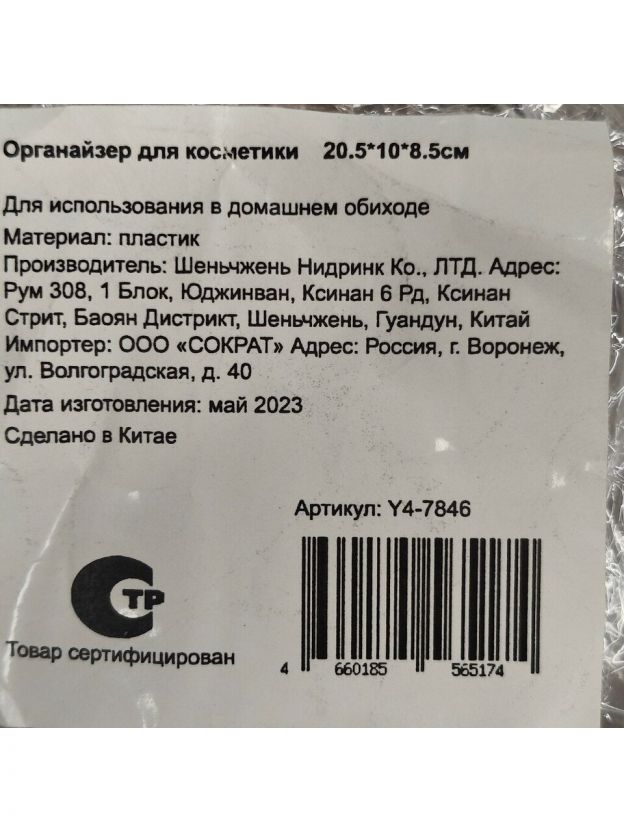 Органайзер для косметики 20.5*10*8.5см
Для использования в домашнем обиходе
Материал: пластик
Производитель: Шеньчжень Нидринк Ко., ЛТД. Адрес:
Рум 308, 1 Блок, Юджинван, Ксинан 6 Рд, Ксинан
Стрит, Баоян Дистрикт, Шеньчжень, Гуандун, Китай
Импортер: ООО «СОКРАТ» Адрес: Россия, г. Воронеж,
ул. Волгоградская, д. 40
Дата изготовления: май 2023
Сделано в Китае
Артикул: Y4-7846
ТР
Товар сертифицирован
4 660185 565174